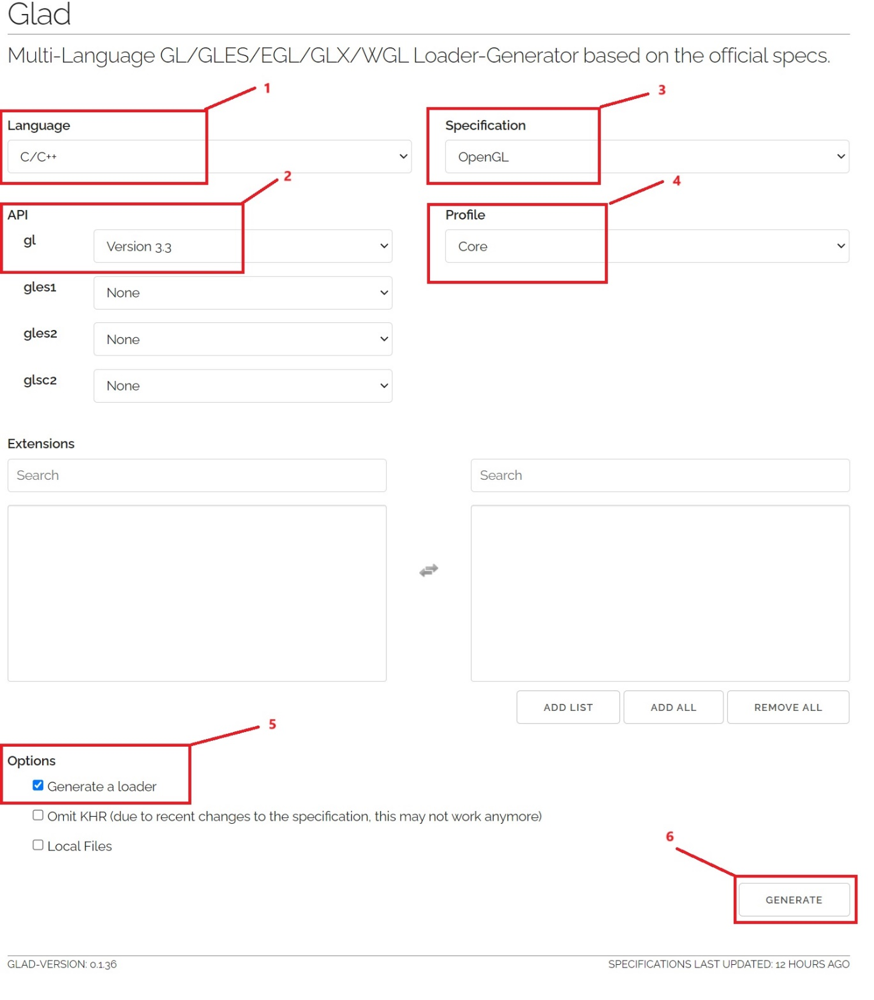 Glad
Multi-Language GL/GLES/EGL/GLX/WGL Loader-Generator based on the official specs.
1
3
Language
Specification
C/C++
OpenGL
2
4
API
Profile
gl
Version 3.3
Core
gles1
None
gles2
None
glsc2
None
Extensions
Search
Search
ADD LIST
ADD ALL
REMOVE ALL
5
Options
Generate a loader
Omit KHR (due to recent changes to the specification, this may not work anymore)
Local Files
6
GENERATE
GLAD-VERSION: 0.1.36
SPECIFICATIONS LAST UPDATED: 12 HOURS AGO